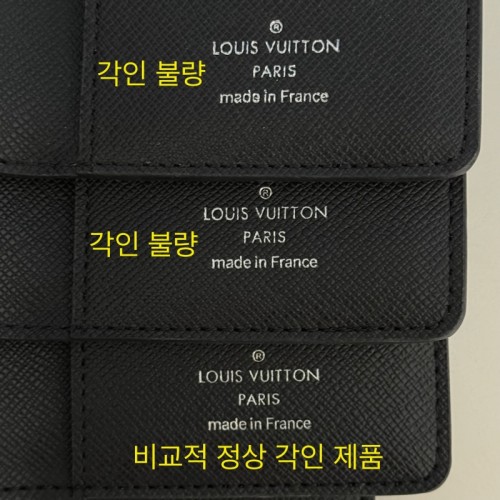 ®
LOUIS VUITTON
각인 불량
PARIS
made in France
®
LOUIS VUITTON
각인 불량
PARIS
made in France
®
LOUIS VUITTON
PARIS
made in France
비교적 정상 각인 제품